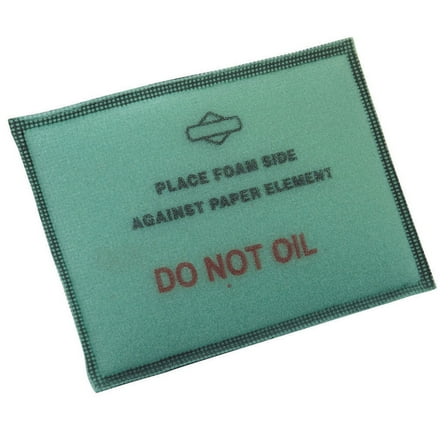 PLACE FOAM SIDE
AGAINST PAPER ELEMENT
DO NOT OIL